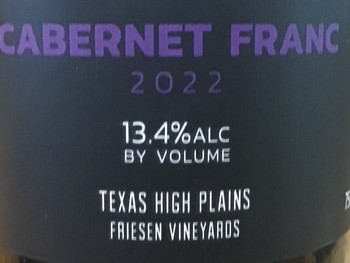 CABERNET FRANC
2022
13.4% ALC
BY VOLUME
TEXAS HIGH PLAINS
FRIESEN VINEYARDS